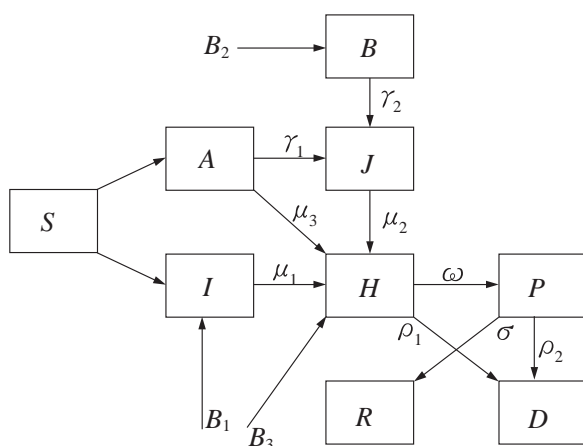 B₂ B
γ₂
A γ₁ J
S μ₃ μ₂
I μ₁ H ω P
ρ₁ σ ρ₂
B₁ B₃ R D